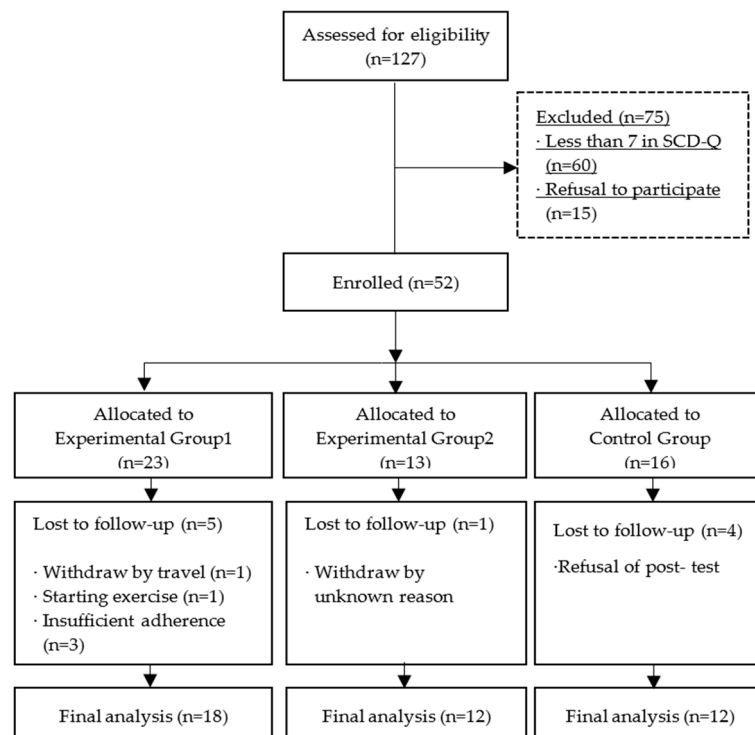 Assessed for eligibility
(n=127)
Excluded (n=75)
· Less than 7 in SCD-Q
(n=60)
· Refusal to participate
(n=15)
Enrolled (n=52)
Allocated to
Experimental Group1
(n=23)
Allocated to
Experimental Group2
(n=13)
Allocated to
Control Group
(n=16)
Lost to follow-up (n=5)
· Withdraw by travel (n=1)
· Starting exercise (n=1)
· Insufficient adherence
(n=3)
Lost to follow-up (n=1)
· Withdraw by
unknown reason
Lost to follow-up (n=4)
·Refusal of post- test
Final analysis (n=18)
Final analysis (n=12)
Final analysis (n=12)